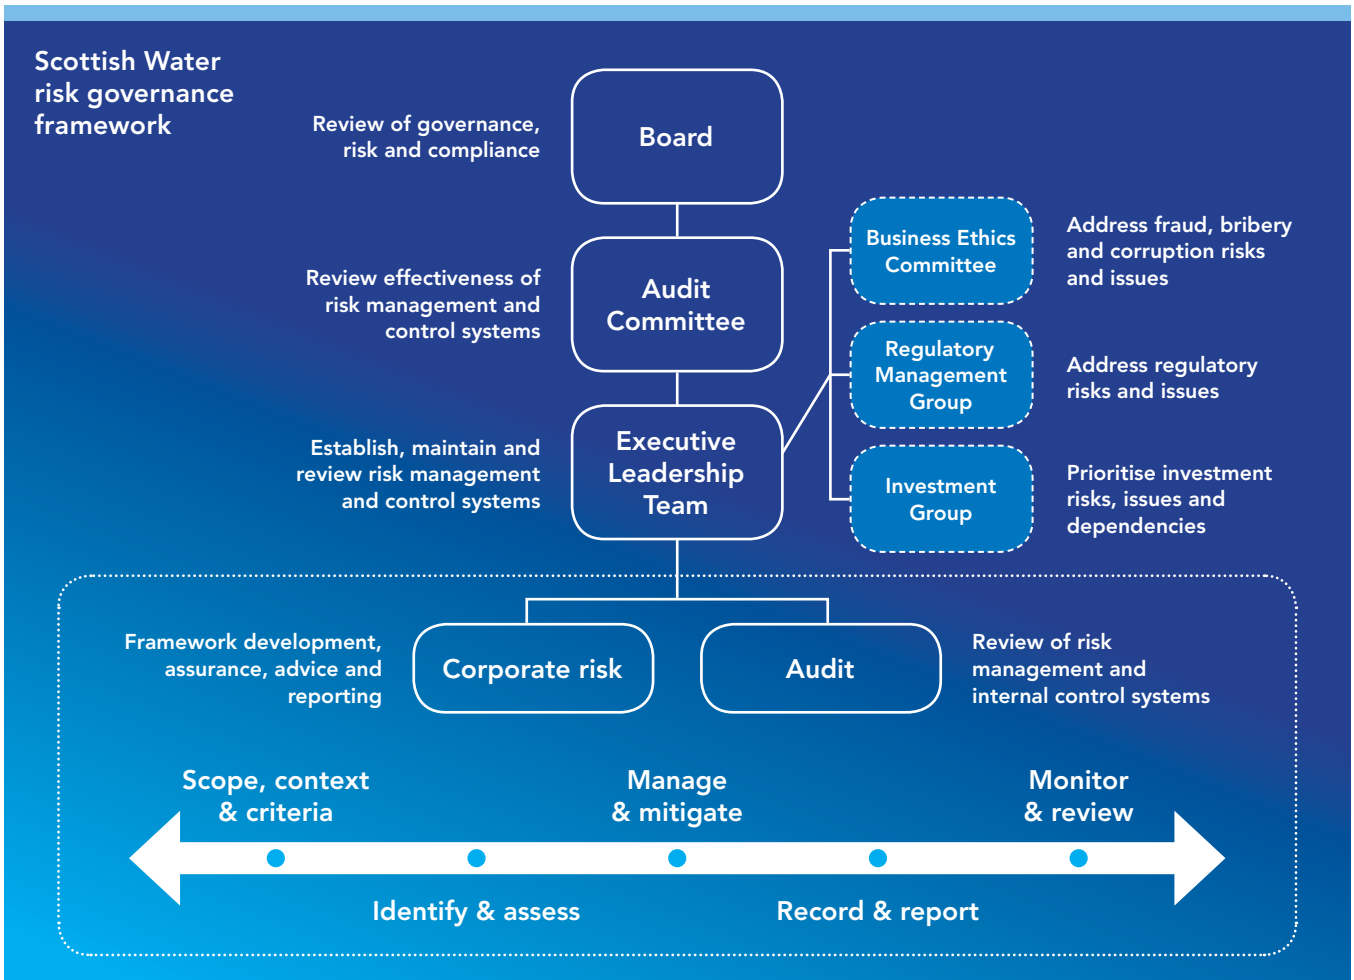 Scottish Water
risk governance
framework
Review of governance,
risk and compliance
Board
Review effectiveness of
risk management and
control systems
Audit
Committee
Establish, maintain and
review risk management
and control systems
Executive
Leadership
Team
Business Ethics
Committee
Address fraud, bribery
and corruption risks
and issues
Regulatory
Management
Group
Address regulatory
risks and issues
Investment
Group
Prioritise investment
risks, issues and
dependencies
Framework development,
assurance, advice and
reporting
Corporate risk
Audit
Review of risk
management and
internal control systems
Scope, context
& criteria
Identify & assess
Manage
& mitigate
Record & report
Monitor
& review